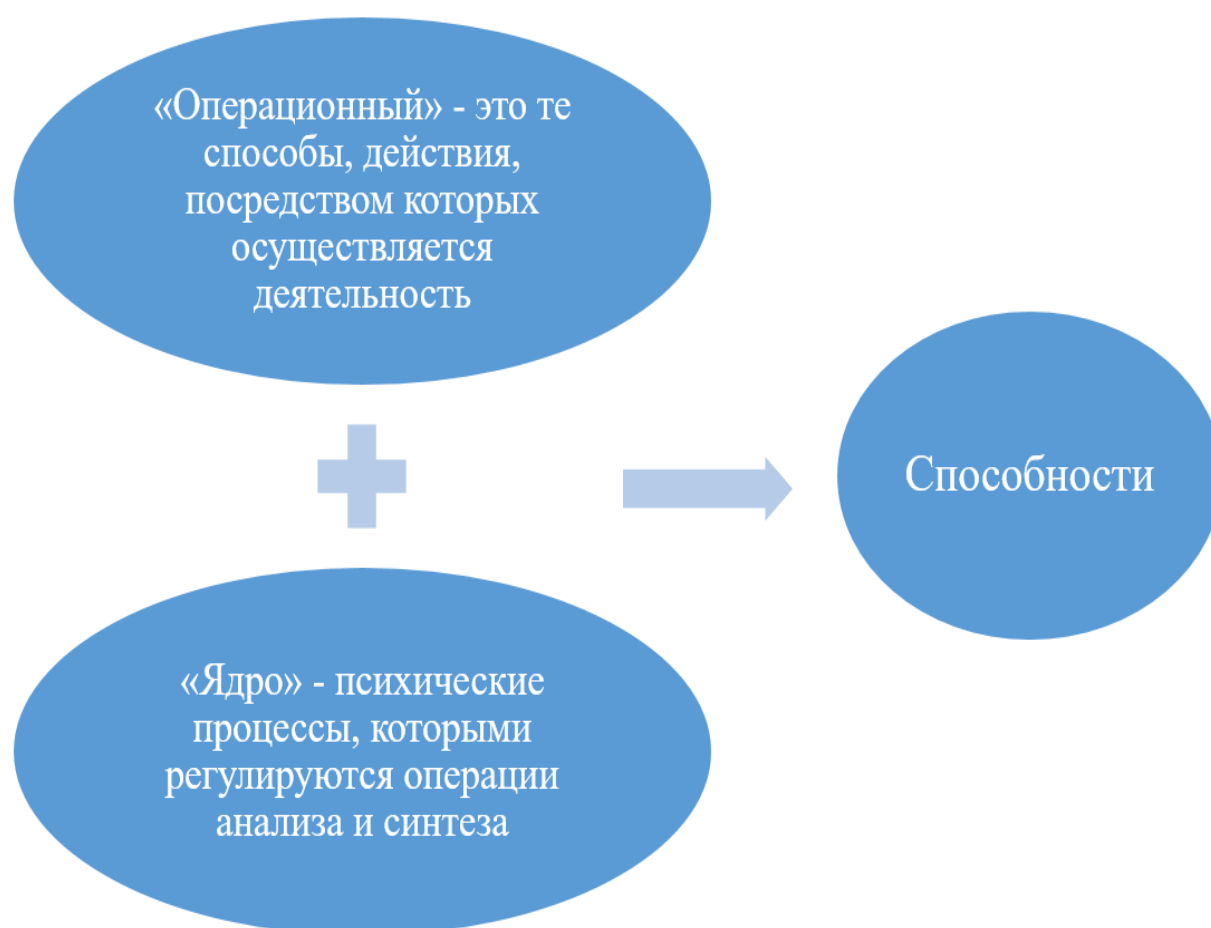 «Операционный» - это те
способы, действия,
посредством которых
осуществляется
деятельность
Способности
«Ядро» - психические
процессы, которыми
регулируются операции
анализа и синтеза